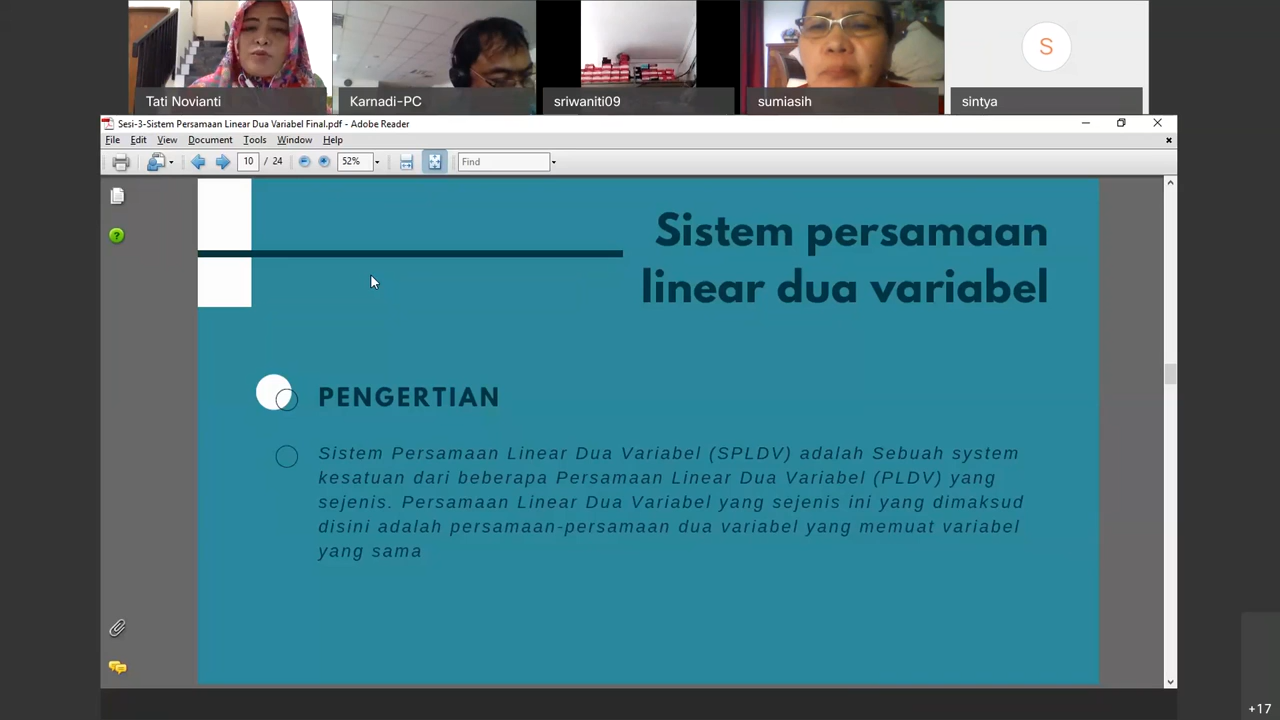 Tati Novianti
Karnadi-PC
sriwaniti09
sumiasih
S
sintya
Sesi-3-Sistem Persamaan Linear Dua Variabel Final.pdf - Adobe Reader
File Edit View Document Tools Window Help
10 / 24 52% Find
Sistem persamaan
linear dua variabel
PENGERTIAN
Sistem Persamaan Linear Dua Variabel (SPLDV) adalah Sebuah system
kesatuan dari beberapa Persamaan Linear Dua Variabel (PLDV) yang
sejenis. Persamaan Linear Dua Variabel yang sejenis ini yang dimaksud
disini adalah persamaan-persamaan dua variabel yang memuat variabel
yang sama
+17